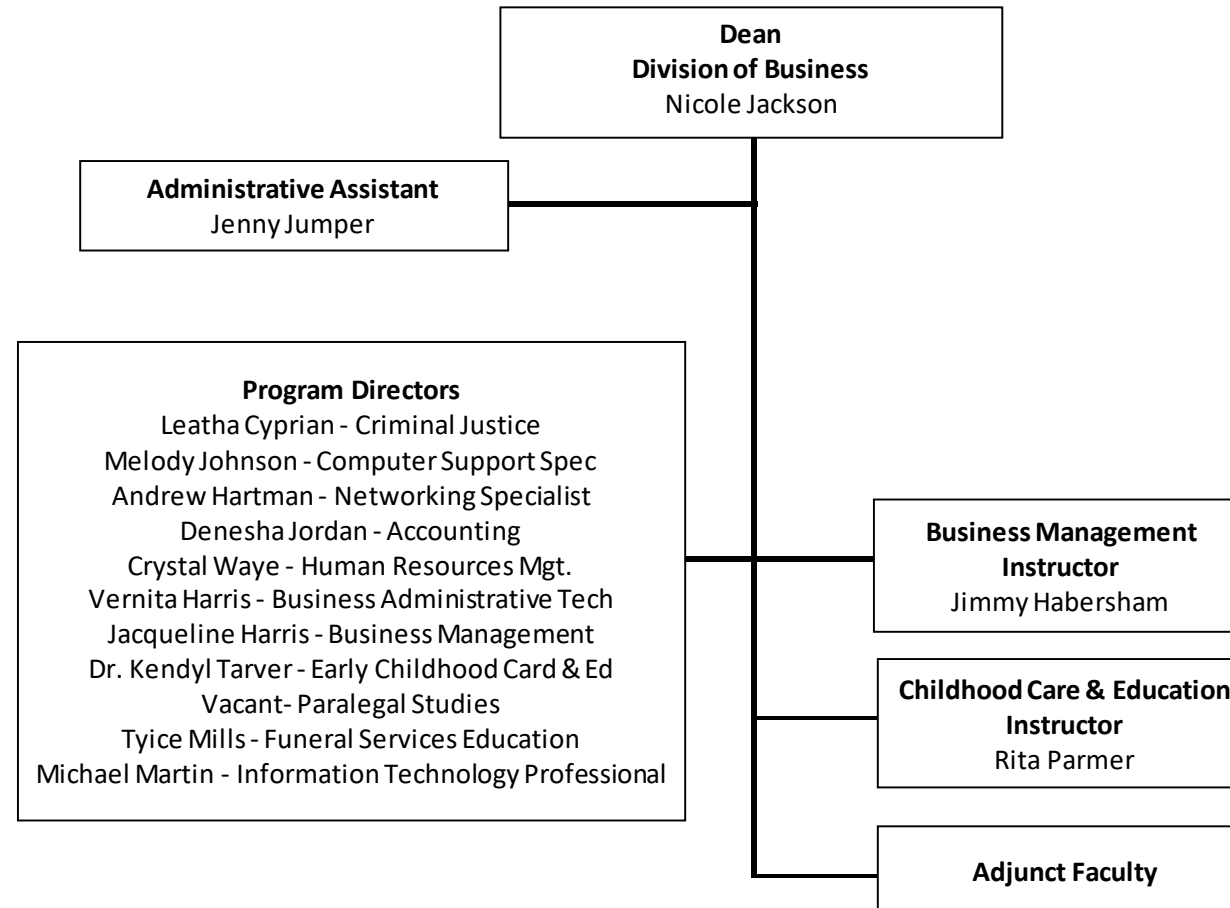 Dean
Division of Business
Nicole Jackson
Administrative Assistant
Jenny Jumper
Program Directors
Leatha Cyprian - Criminal Justice
Melody Johnson - Computer Support Spec
Andrew Hartman - Networking Specialist
Denesha Jordan - Accounting
Crystal Waye - Human Resources Mgt.
Vernita Harris - Business Administrative Tech
Jacqueline Harris - Business Management
Dr. Kendyl Tarver - Early Childhood Card & Ed
Vacant- Paralegal Studies
Tyice Mills - Funeral Services Education
Michael Martin - Information Technology Professional
Business Management
Instructor
Jimmy Habersham
Childhood Care & Education
Instructor
Rita Parmer
Adjunct Faculty